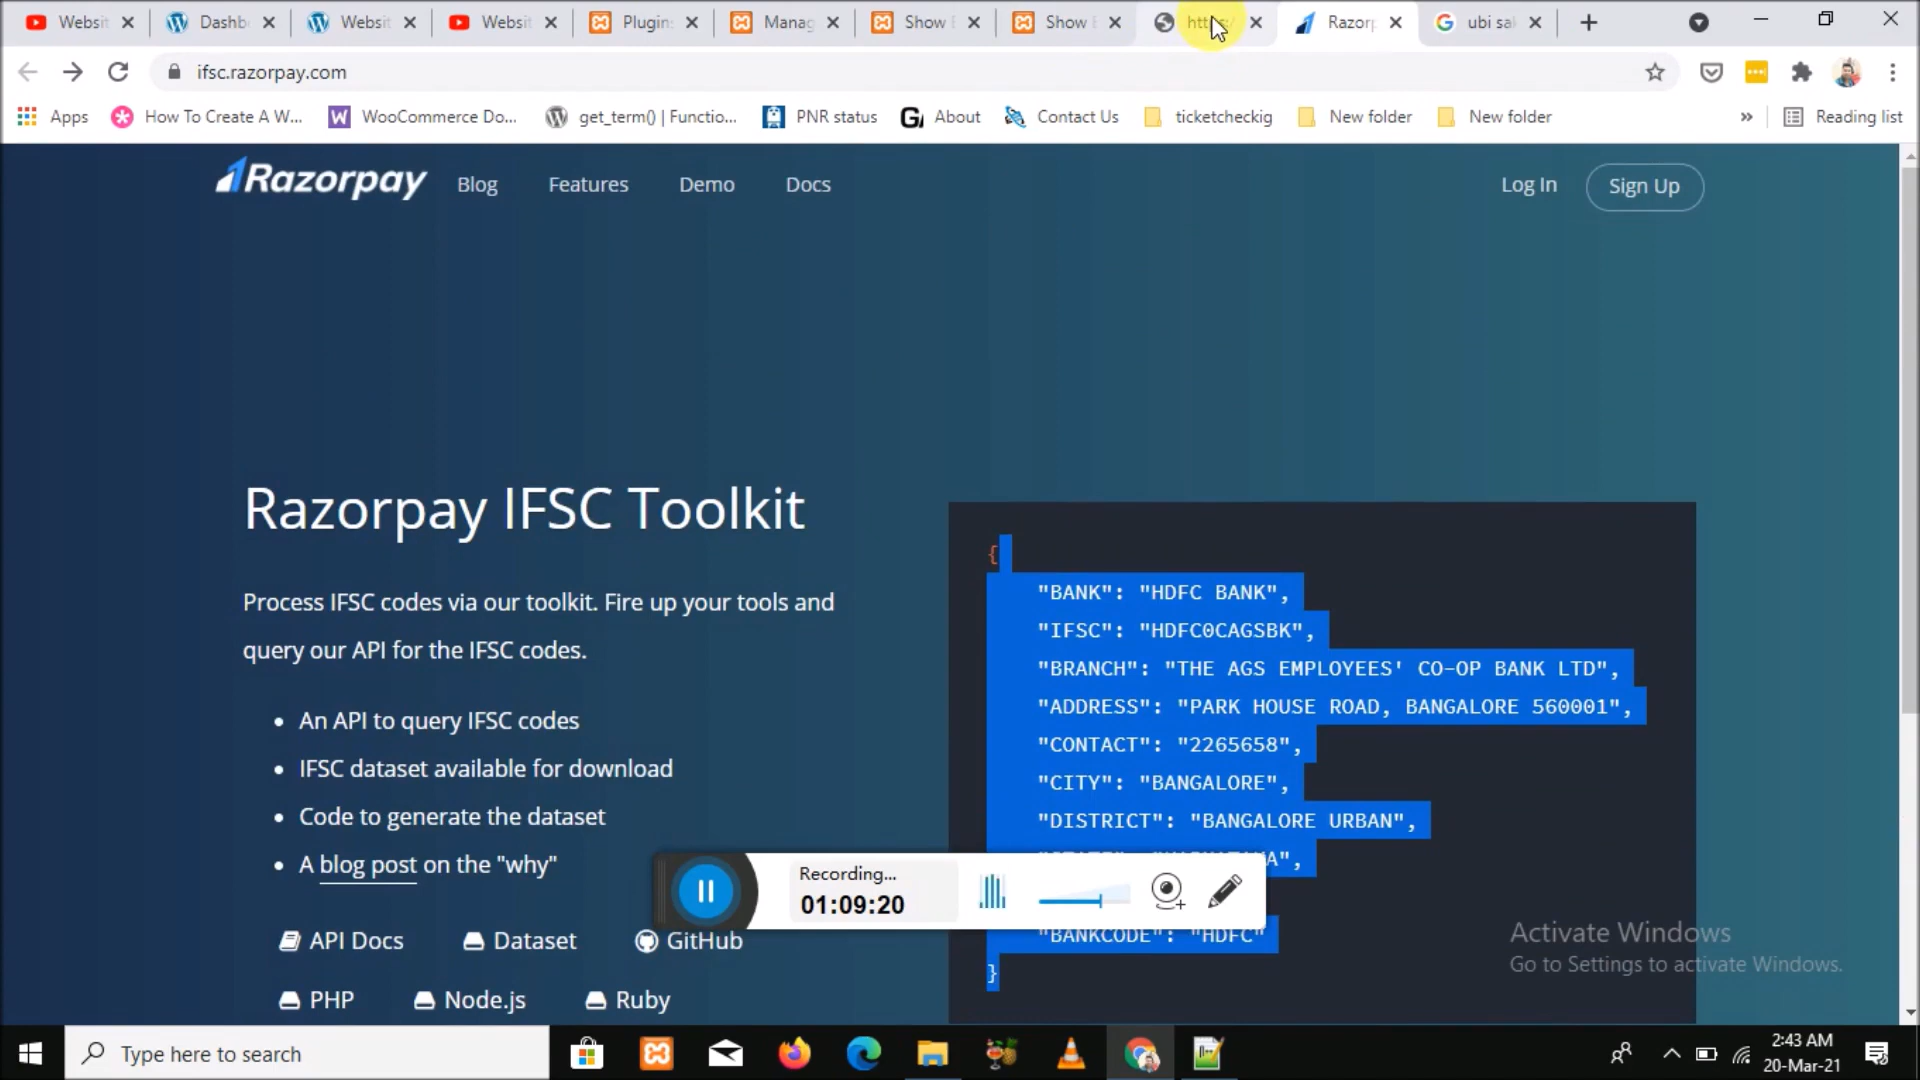 Websit
Dashb
Websit
Websit
Plugin
Manag
Show
Show
https:/
Razorp
ubi sal
ifsc.razorpay.com
Apps
How To Create A W...
WooCommerce Do...
get_term() | Functio...
PNR status
About
Contact Us
ticketcheckig
New folder
New folder
»
Reading list
Razorpay
Blog
Features
Demo
Docs
Log In
Sign Up
Razorpay IFSC Toolkit
Process IFSC codes via our toolkit. Fire up your tools and
query our API for the IFSC codes.
• An API to query IFSC codes
• IFSC dataset available for download
• Code to generate the dataset
• A blog post on the "why"
API Docs
Dataset
GitHub
PHP
Node.js
Ruby
{
"BANK": "HDFC BANK",
"IFSC": "HDFC0CAGSBK",
"BRANCH": "THE AGS EMPLOYEES' CO-OP BANK LTD",
"ADDRESS": "PARK HOUSE ROAD, BANGALORE 560001",
"CONTACT": "2265658",
"CITY": "BANGALORE",
"DISTRICT": "BANGALORE URBAN",
"BANKCODE": "HDFC"
}
Recording...
01:09:20
Activate Windows
Go to Settings to activate Windows.
Type here to search
2:43 AM
20-Mar-21